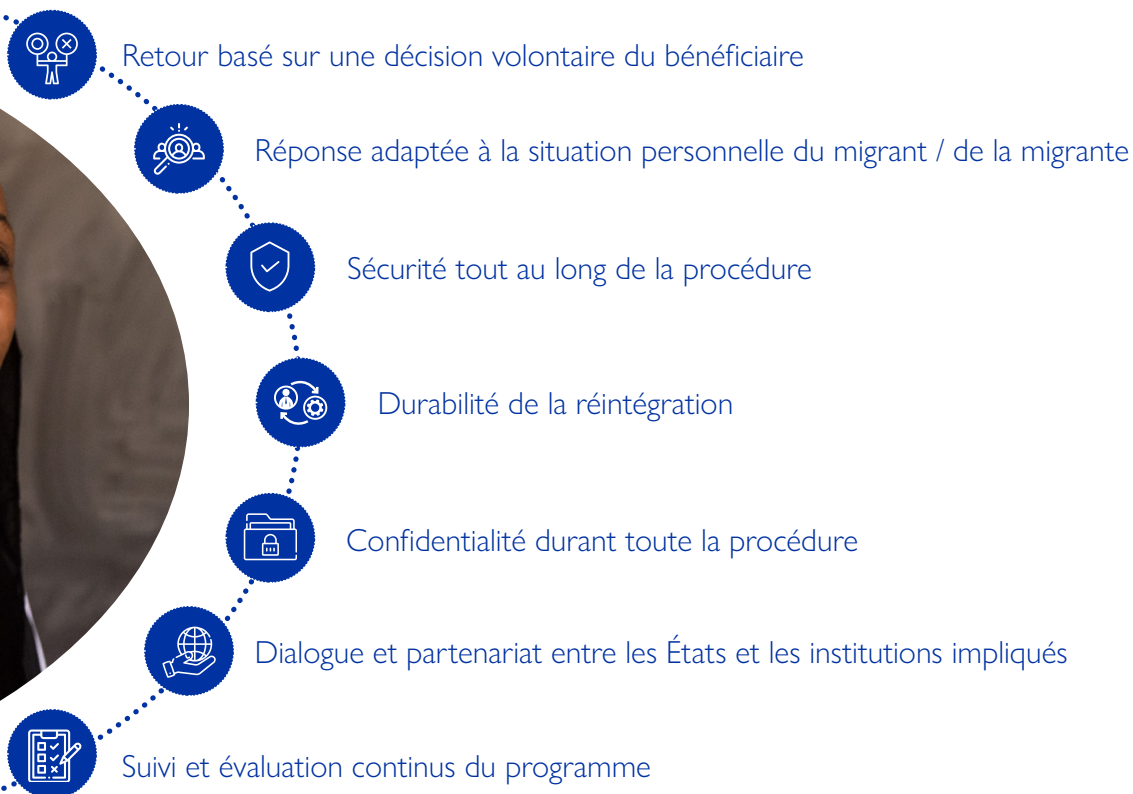 Retour basé sur une décision volontaire du bénéficiaire
Réponse adaptée à la situation personnelle du migrant / de la migrante
Sécurité tout au long de la procédure
Durabilité de la réintégration
Confidentialité durant toute la procédure
Dialogue et partenariat entre les États et les institutions impliqués
Suivi et évaluation continus du programme